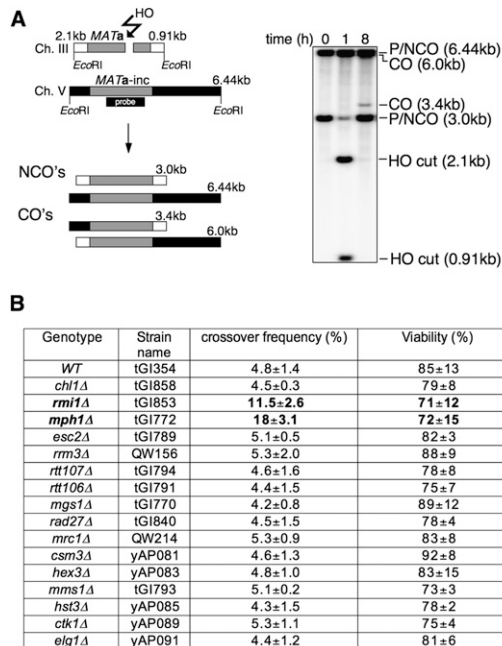 A
HO
2.1kb MATa 0.91kb
Ch. III
EcoRI EcoRI
Ch. V MATa-inc 6.44kb
EcoRI probe EcoRI
NCO's 3.0kb
6.44kb
CO's 3.4kb
6.0kb
time (h) 0 1 8
P/NCO (6.44kb)
CO (6.0kb)
CO (3.4kb)
P/NCO (3.0kb)
HO cut (2.1kb)
HO cut (0.91kb)
B
Genotype Strain name crossover frequency (%) Viability (%)
WT tGI354 4.8±1.4 85±13
chl1Δ tGI858 4.5±0.3 79±8
rmi1Δ tGI853 11.5±2.6 71±12
mph1Δ tGI772 18±3.1 72±15
esc2Δ tGI789 5.1±0.5 82±3
rrm3Δ QW156 5.3±2.0 88±9
rtt107Δ tGI794 4.6±1.6 78±8
rtt106Δ tGI791 4.4±1.5 75±7
mgs1Δ tGI770 4.2±0.8 89±12
rad27Δ tGI840 4.5±1.5 78±4
mrc1Δ QW214 5.3±0.9 83±8
csm3Δ yAP081 4.6±1.3 92±8
hex3Δ yAP083 4.8±1.0 83±15
mms1Δ tGI793 5.1±0.2 73±3
hst3Δ yAP085 4.3±1.5 78±2
ctk1Δ yAP089 5.3±1.1 75±4
elg1Δ yAP091 4.4±1.2 81±6